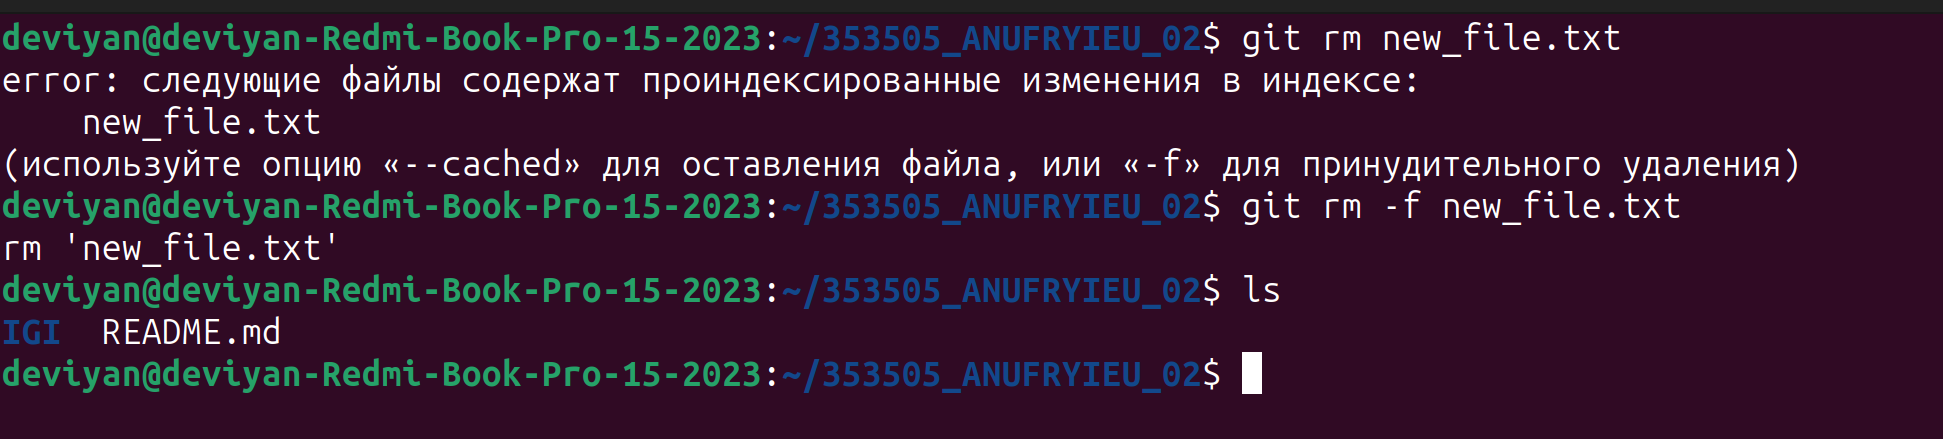 deviyan@deviyan-Redmi-Book-Pro-15-2023:~/353505_ANUFRYIEU_02$ git rm new_file.txt
error: следующие файлы содержат проиндексированные изменения в индексе:
    new_file.txt
(используйте опцию «--cached» для оставления файла, или «-f» для принудительного удаления)
deviyan@deviyan-Redmi-Book-Pro-15-2023:~/353505_ANUFRYIEU_02$ git rm -f new_file.txt
rm 'new_file.txt'
deviyan@deviyan-Redmi-Book-Pro-15-2023:~/353505_ANUFRYIEU_02$ ls
IGI  README.md
deviyan@deviyan-Redmi-Book-Pro-15-2023:~/353505_ANUFRYIEU_02$